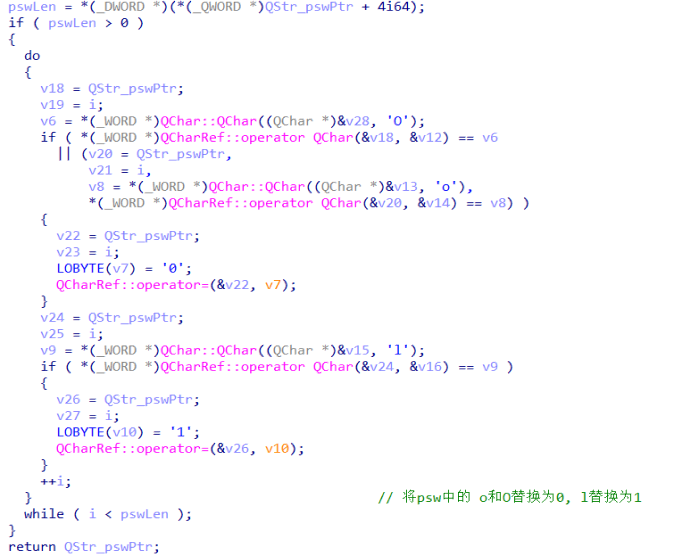 pswLen = *(_DWORD *)(*(_QWORD *)QStr_pswPtr + 4i64);
if ( pswLen > 0 )
{
  do
  {
    v18 = QStr_pswPtr;
    v19 = i;
    v6 = *(_WORD *)QChar::QChar((QChar *)&v28, 'O');
    if ( *(_WORD *)QCharRef::operator QChar(&v18, &v12) == v6
      || (v20 = QStr_pswPtr,
          v21 = i,
          v8 = *(_WORD *)QChar::QChar((QChar *)&v13, 'o'),
          *(_WORD *)QCharRef::operator QChar(&v20, &v14) == v8) )
    {
      v22 = QStr_pswPtr;
      v23 = i;
      LOBYTE(v7) = '0';
      QCharRef::operator=(&v22, v7);
    }
    v24 = QStr_pswPtr;
    v25 = i;
    v9 = *(_WORD *)QChar::QChar((QChar *)&v15, 'l');
    if ( *(_WORD *)QCharRef::operator QChar(&v24, &v16) == v9 )
    {
      v26 = QStr_pswPtr;
      v27 = i;
      LOBYTE(v10) = '1';
      QCharRef::operator=(&v26, v10);
    }
    ++i;
  } // 将psw中的 o和O替换为0, l替换为1
  while ( i < pswLen );
}
return QStr_pswPtr;